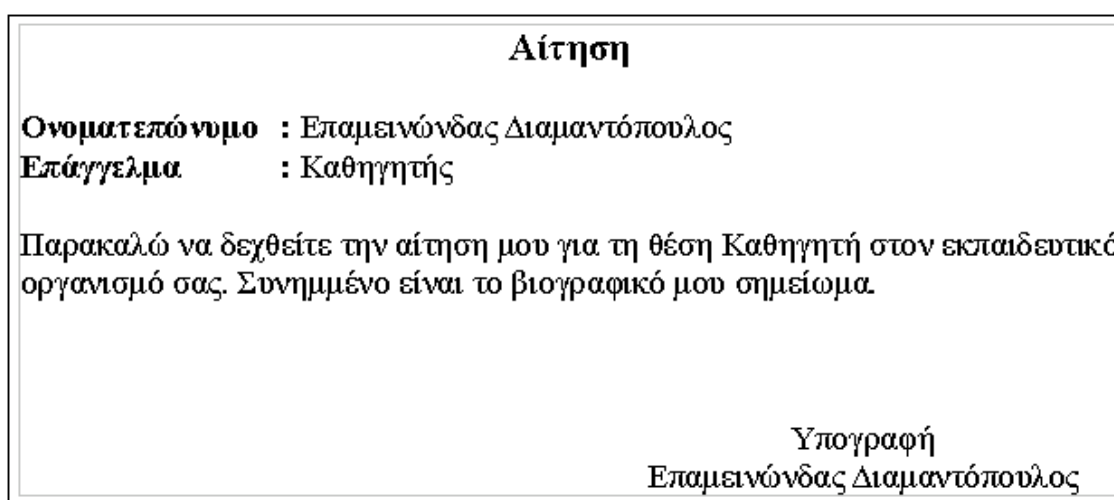 Αίτηση
Ονοματεπώνυμο : Επαμεινώνδας Διαμαντόπουλος
Επάγγελμα : Καθηγητής
Παρακαλώ να δεχθείτε την αίτηση μου για τη θέση Καθηγητή στον εκπαιδευτικό
οργανισμό σας. Συνημμένο είναι το βιογραφικό μου σημείωμα.
Υπογραφή
Επαμεινώνδας Διαμαντόπουλος